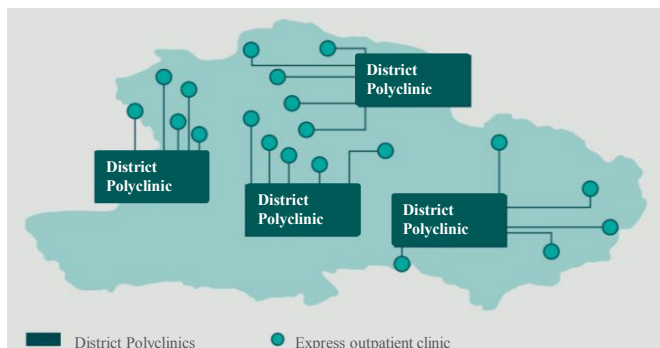 District
Polyclinic
District
Polyclinic
District
Polyclinic
District
Polyclinic
District Polyclinics
Express outpatient clinic